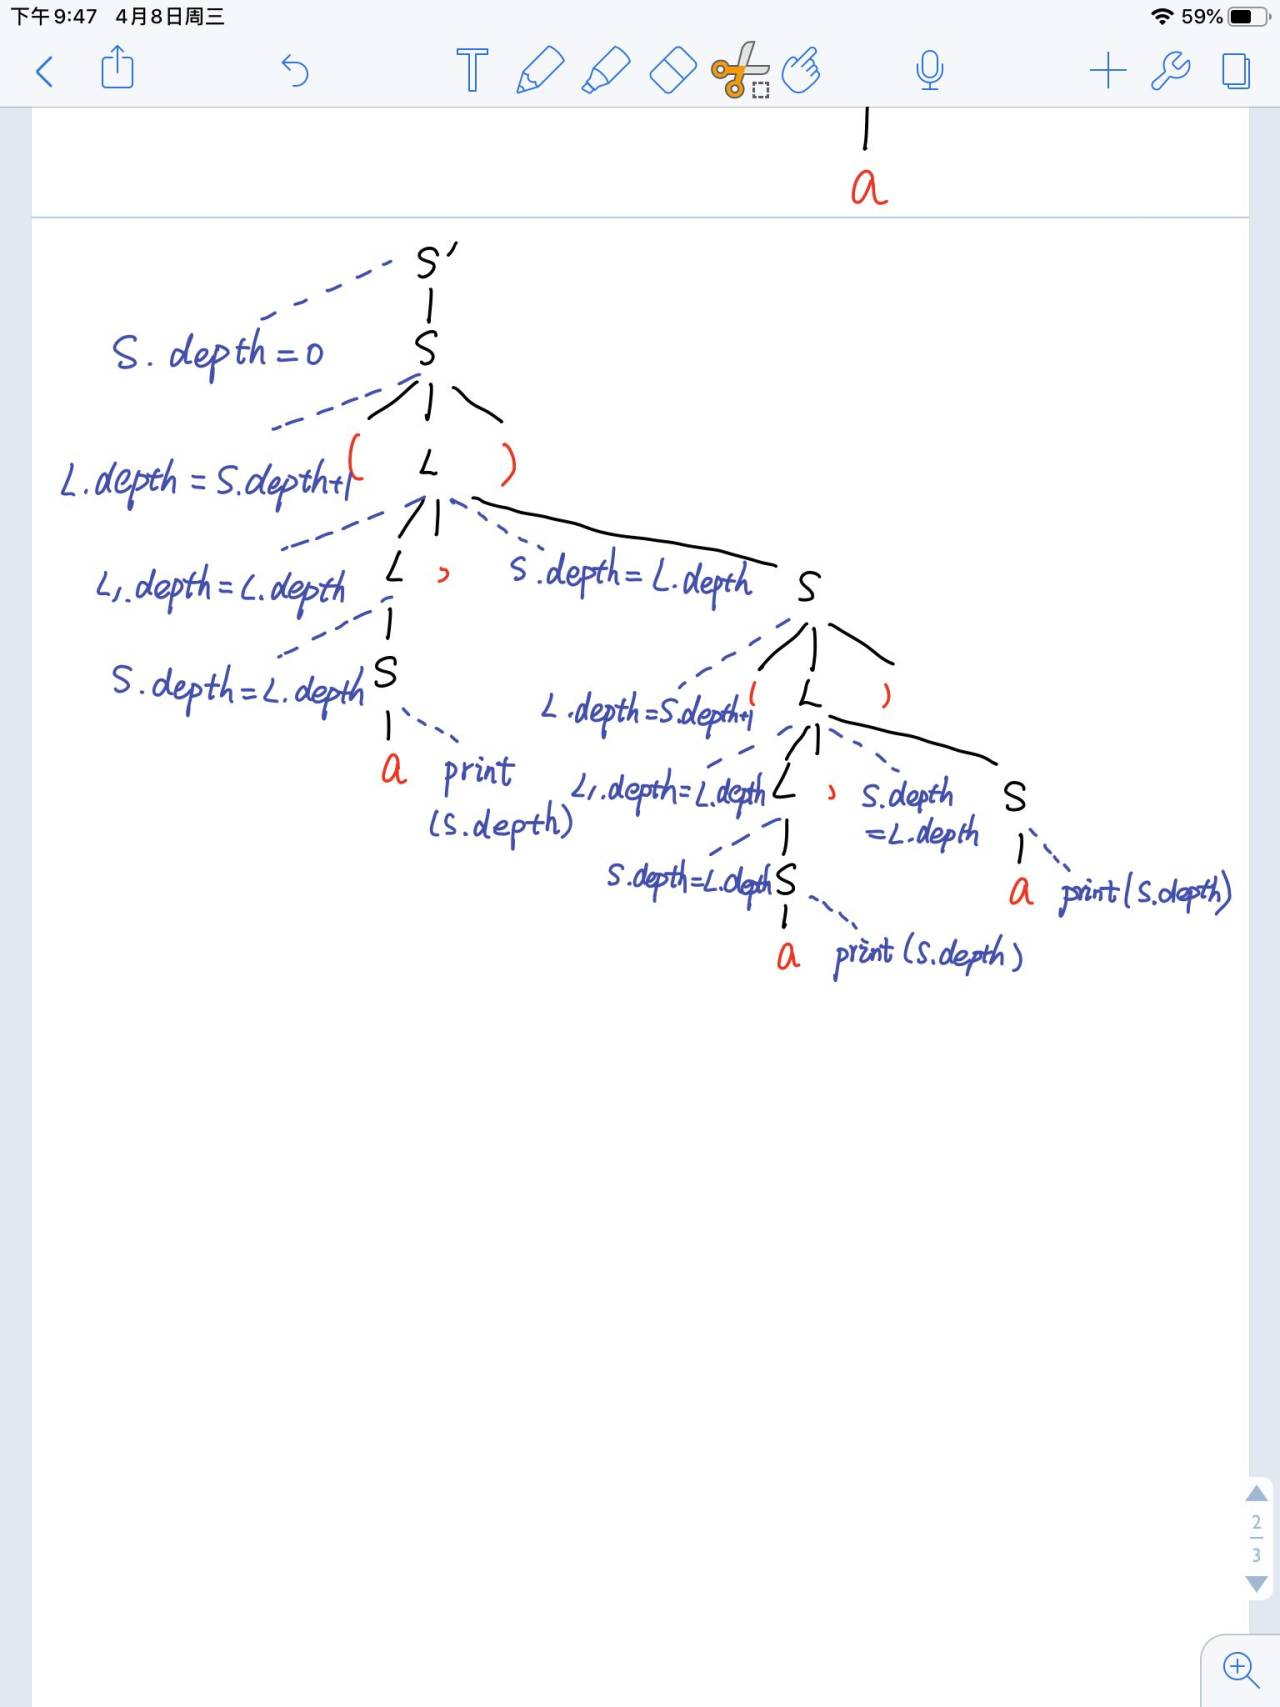 下午9:47 4月8日周三
59%
T
a
S'
S
S.depth=0
( L )
L.depth = S.depth+1
L , S
L₁.depth=L.depth
S.depth=L.depth
S
S.depth=L.depth
( L )
L.depth=S.depth+1
a
print
(S.depth)
L , S
L₁.depth=L.depth
S.depth
=L.depth
S
S.depth=L.depth
a
print(S.depth)
a
print(S.depth)
2
3